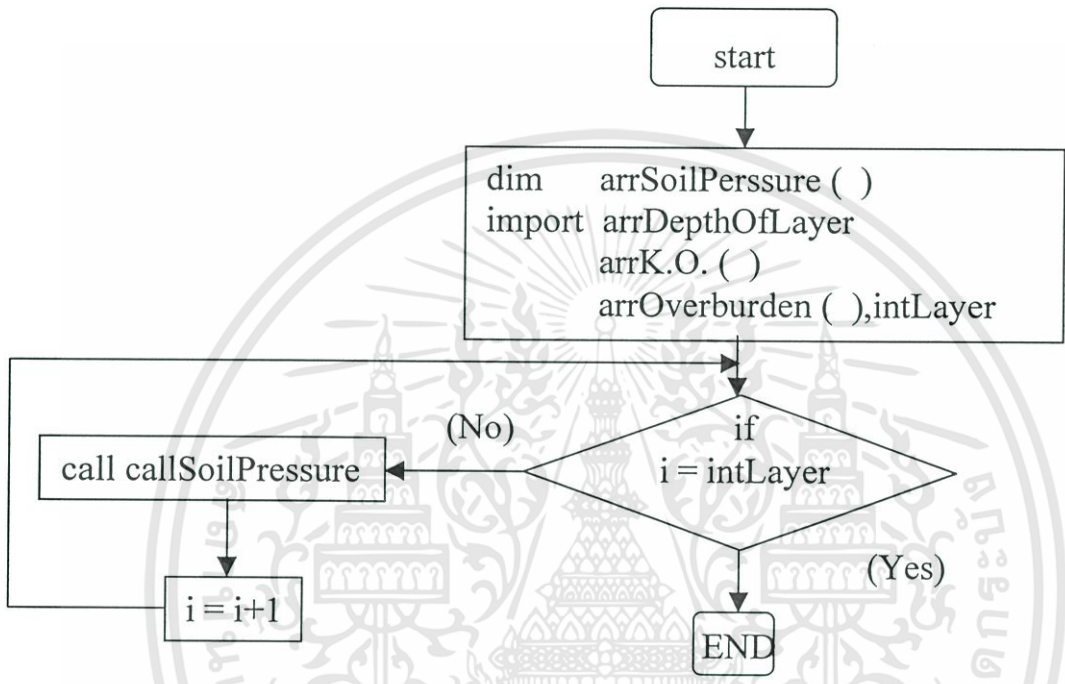 start
dim arrSoilPerssure ( )
import arrDepthOfLayer
arrK.O. ( )
arrOverburden ( ),intLayer
if
i = intLayer
(No)
call callSoilPressure
i = i+1
(Yes)
END